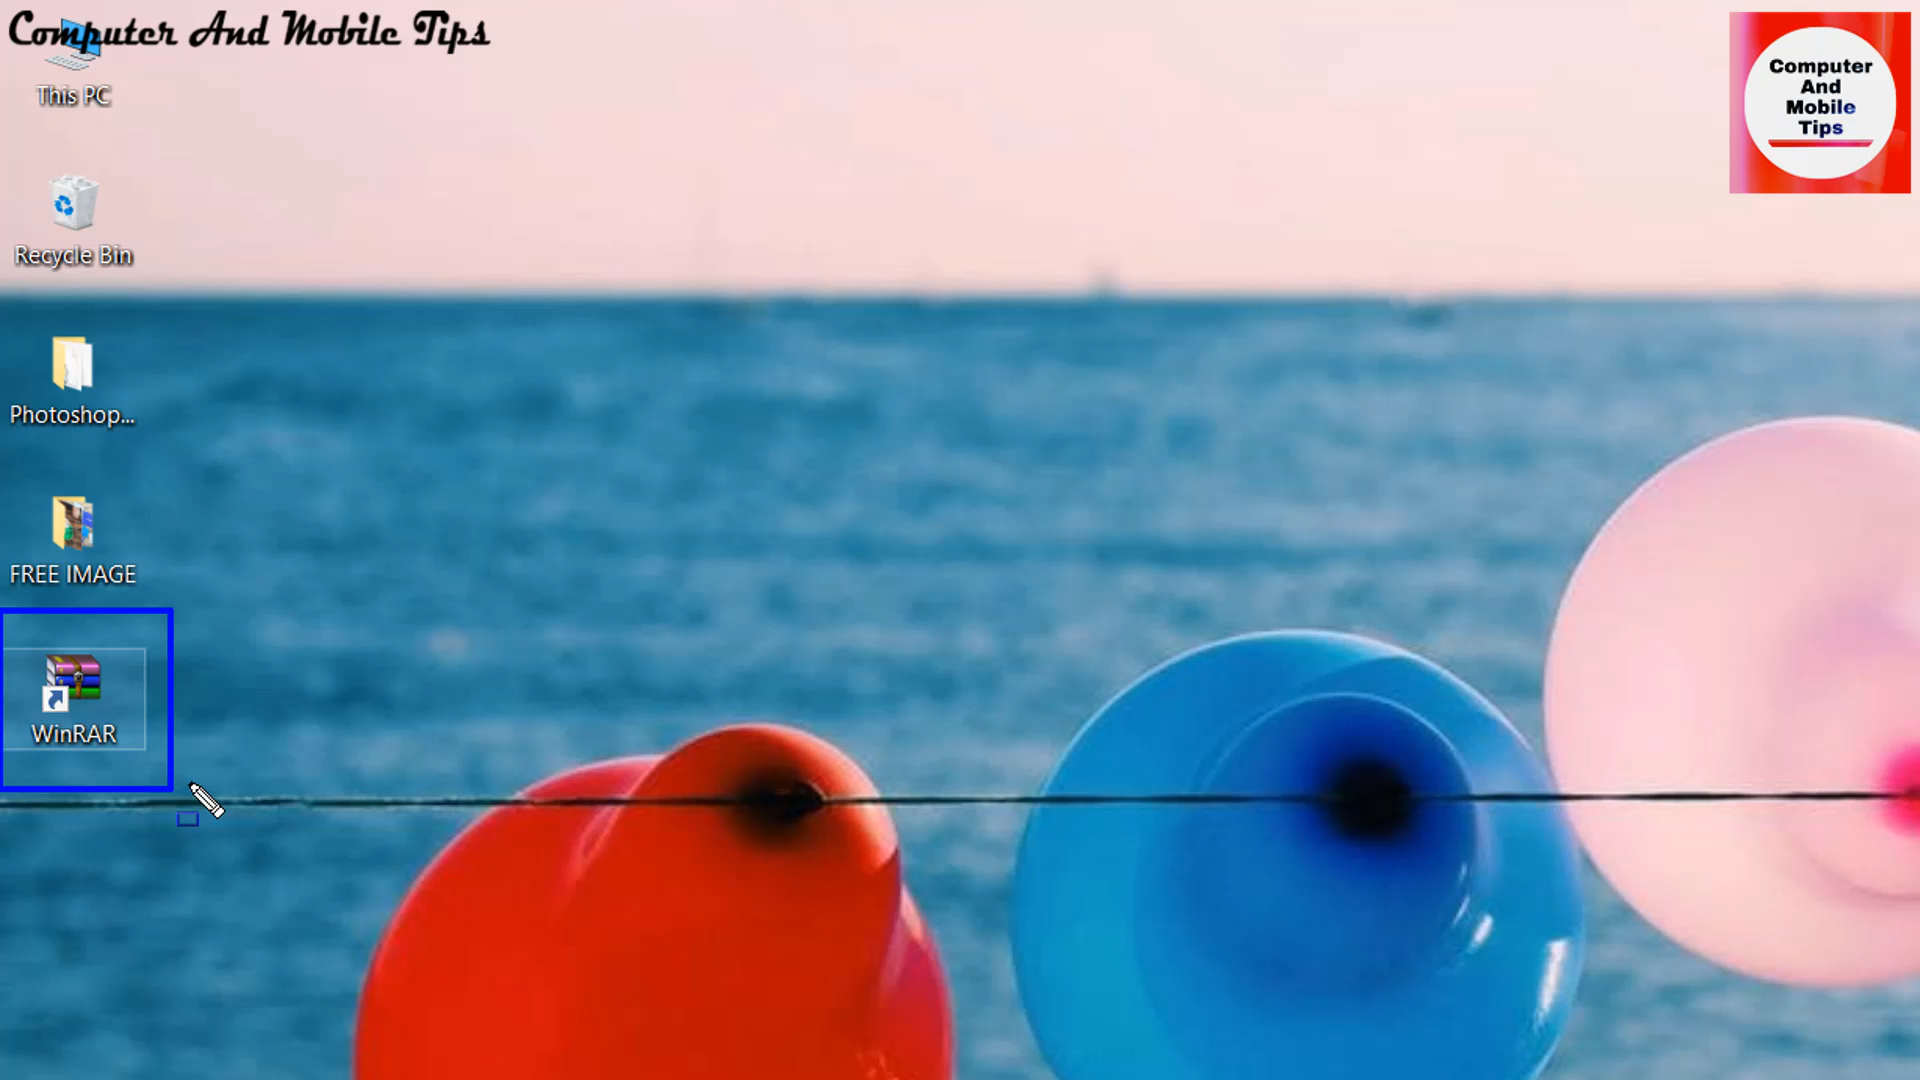 Computer And Mobile Tips
This PC
Recycle Bin
Photoshop...
FREE IMAGE
WinRAR
Computer
And
Mobile
Tips